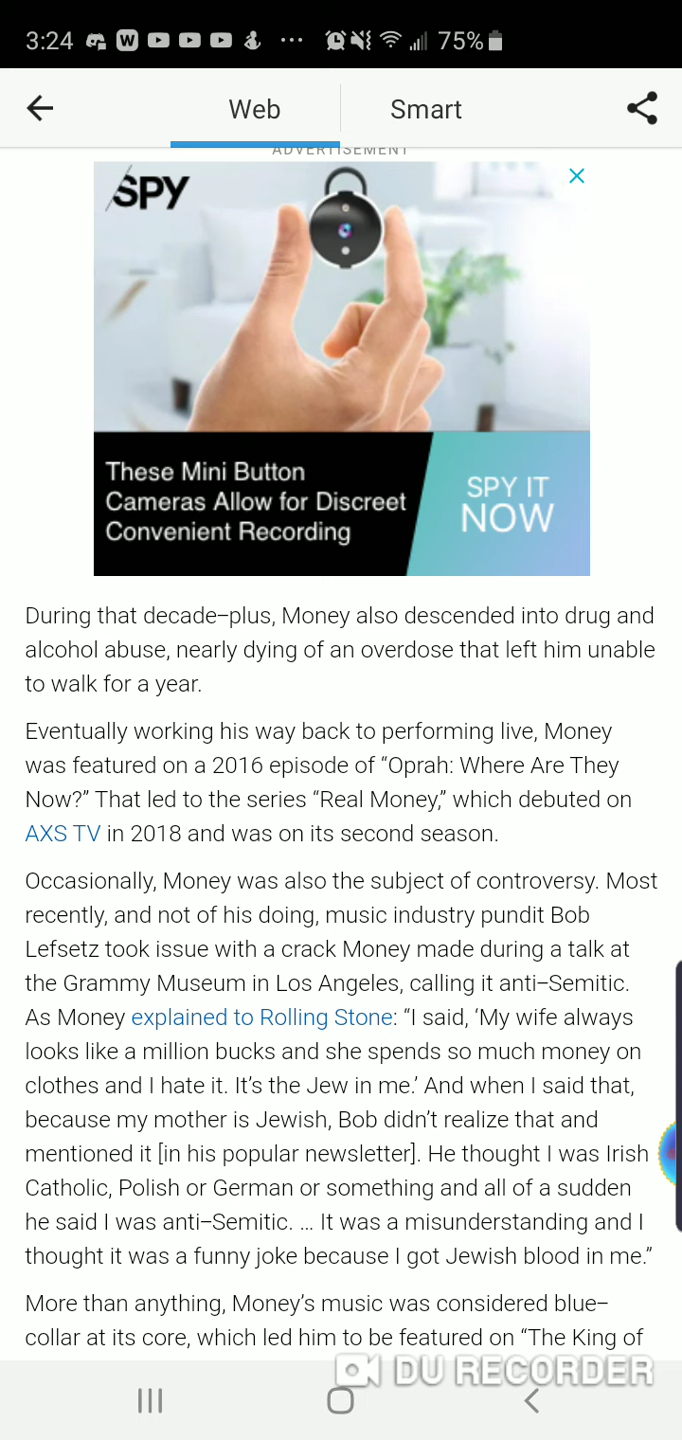 3:24 W ... 75%
Web Smart
ADVERTISEMENT
SPY
These Mini Button
Cameras Allow for Discreet
Convenient Recording
SPY IT
NOW
During that decade-plus, Money also descended into drug and
alcohol abuse, nearly dying of an overdose that left him unable
to walk for a year.
Eventually working his way back to performing live, Money
was featured on a 2016 episode of “Oprah: Where Are They
Now?” That led to the series “Real Money,” which debuted on
AXS TV in 2018 and was on its second season.
Occasionally, Money was also the subject of controversy. Most
recently, and not of his doing, music industry pundit Bob
Lefsetz took issue with a crack Money made during a talk at
the Grammy Museum in Los Angeles, calling it anti-Semitic.
As Money explained to Rolling Stone: “I said, ‘My wife always
looks like a million bucks and she spends so much money on
clothes and I hate it. It’s the Jew in me.’ And when I said that,
because my mother is Jewish, Bob didn’t realize that and
mentioned it [in his popular newsletter]. He thought I was Irish
Catholic, Polish or German or something and all of a sudden
he said I was anti-Semitic. … It was a misunderstanding and I
thought it was a funny joke because I got Jewish blood in me.”
More than anything, Money’s music was considered blue-
collar at its core, which led him to be featured on “The King of
DU RECORDER